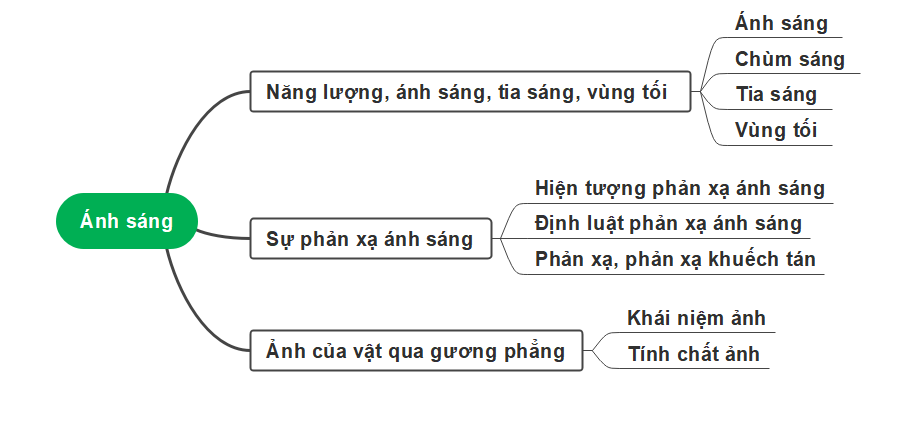 Ánh sáng
Năng lượng, ánh sáng, tia sáng, vùng tối
Ánh sáng
Chùm sáng
Tia sáng
Vùng tối
Sự phản xạ ánh sáng
Hiện tượng phản xạ ánh sáng
Định luật phản xạ ánh sáng
Phản xạ, phản xạ khuếch tán
Ảnh của vật qua gương phẳng
Khái niệm ảnh
Tính chất ảnh